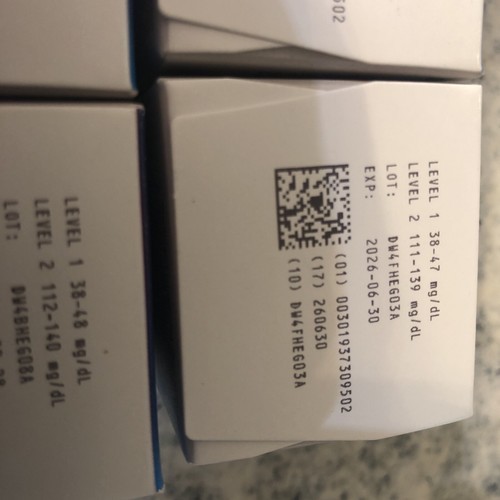 LEVEL 1 38-47 mg/dL
LEVEL 2 111-139 mg/dL
LOT: DW4FHEG03A
EXP: 2026-06-30
(01) 00301937309502
(17) 260630
(10) DW4FHEG03A
LEVEL 1 38-48 mg/dL
LEVEL 2 112-140 mg/dL
LOT: DW4BHEG08A